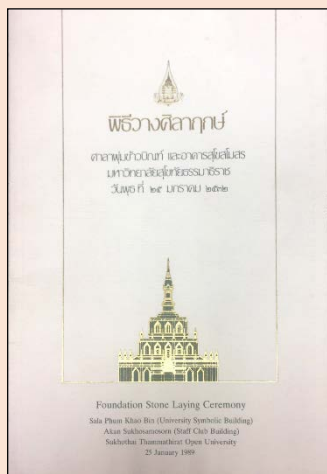 พิธีวางศิลาฤกษ์
ศาลาพุ่มข้าวบิณฑ์ และอาคารสุโขสโมสร
มหาวิทยาลัยสุโขทัยธรรมาธิราช
วันพุธ ที่ ๒๕ มกราคม ๒๕๓๒
Foundation Stone Laying Ceremony
Sala Phum Khao Bin (University Symbolic Building)
Akan Sukhosamosorn (Staff Club Building)
Sukhothai Thammathirat Open University
25 January 1989